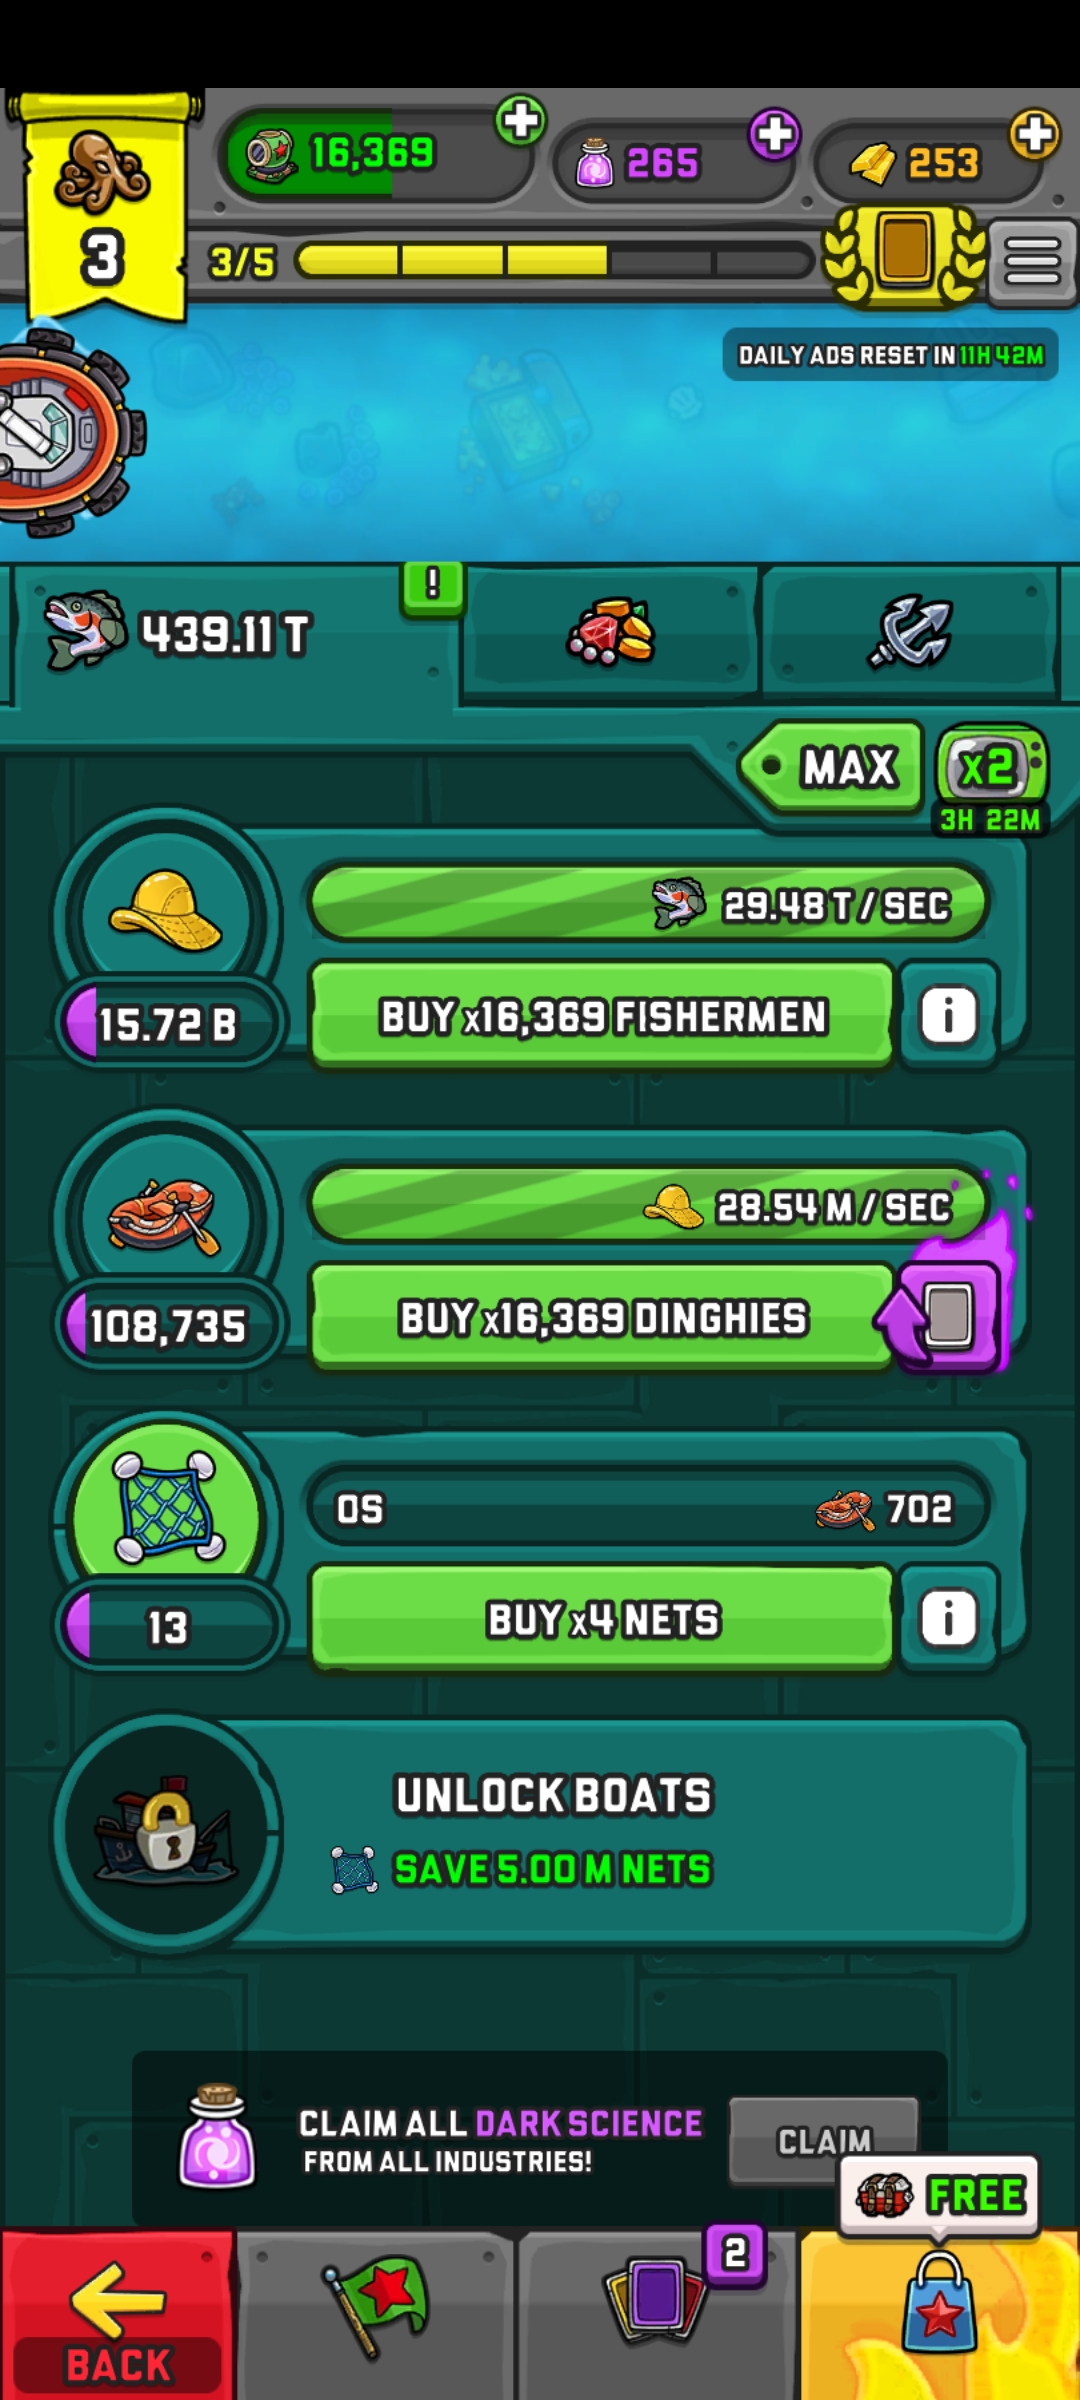 16,369
265
253
3
3/5
DAILY ADS RESET IN 11H 42M
439.11 T
!
MAX
x2
3H 22M
29.48 T / SEC
15.72 B
BUY x16,369 FISHERMEN
i
28.54 M / SEC
108,735
BUY x16,369 DINGHIES
0S
702
13
BUY x4 NETS
i
UNLOCK BOATS
SAVE 5.00 M NETS
CLAIM ALL DARK SCIENCE
FROM ALL INDUSTRIES!
CLAIM
FREE
2
BACK